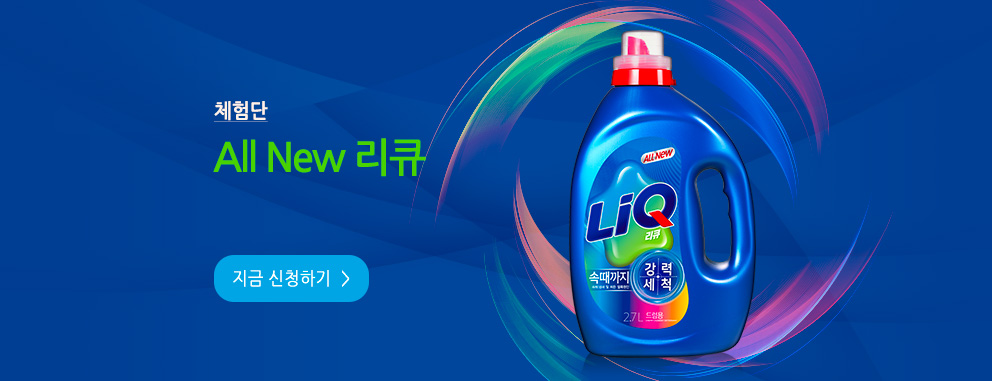 체험단
All New 리큐
지금 신청하기 >
ALL NEW
LiQ
리큐
속때까지
강력
세척
2.7L 드럼용